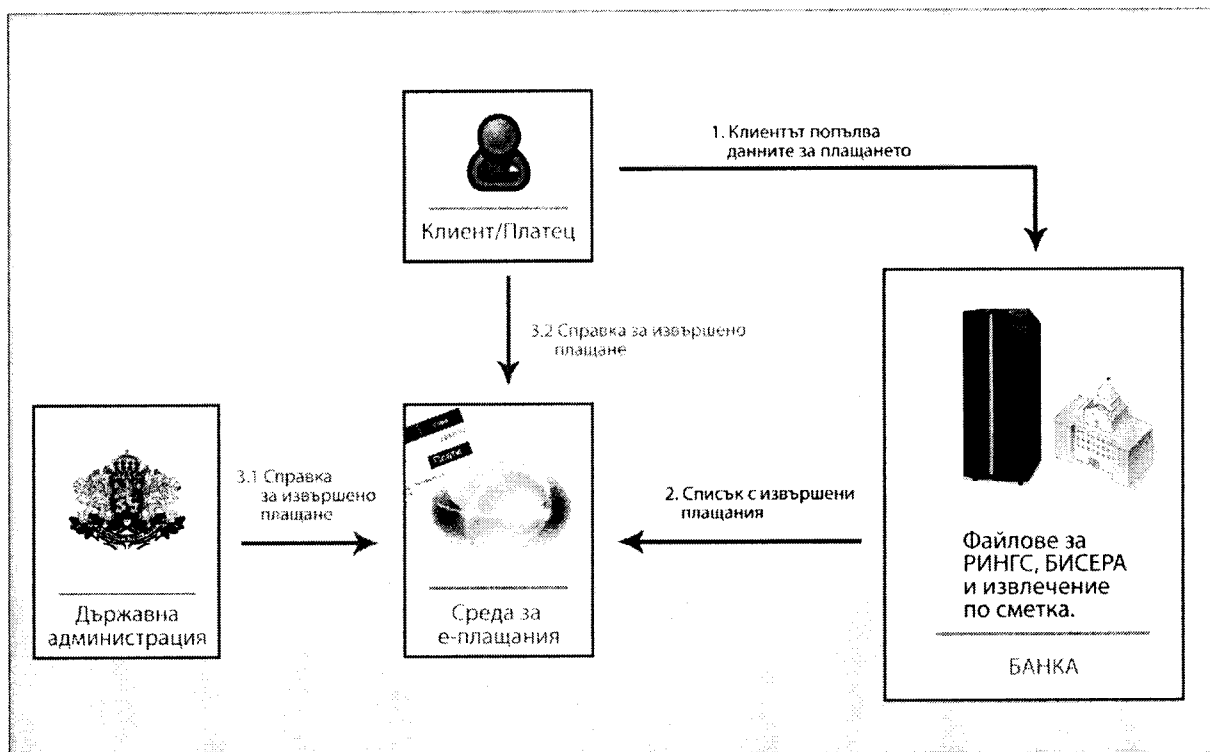 1. Клиентът попълва
данните за плащането
Клиент/Платец
3.2 Справка за извършено
плащане
3.1 Справка
за извършено
плащане
2. Списък с извършени
плащания
Файлове за
РИНГС, БИСЕРА
и извлечение
по сметка.
Държавна
администрация
Среда за
е-плащания
БАНКА